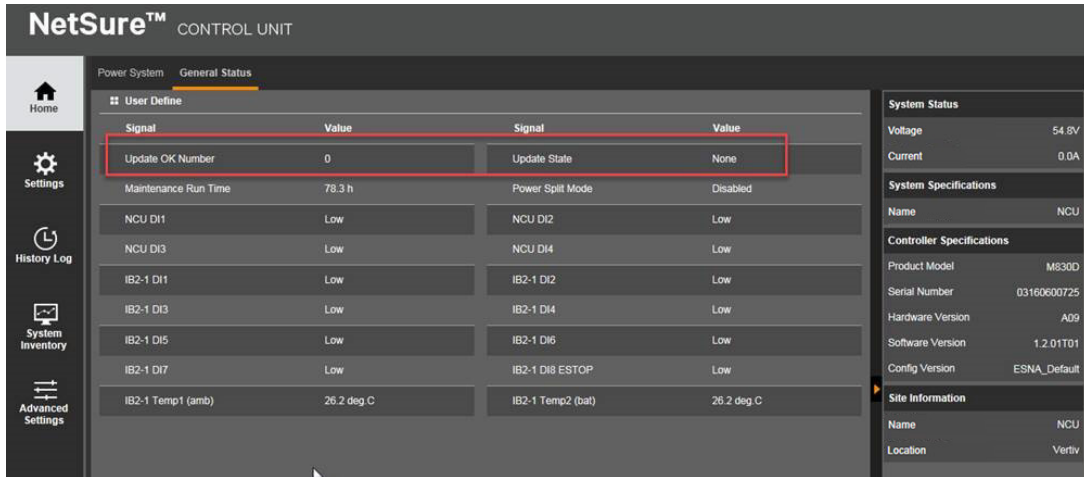 NetSure™ CONTROL UNIT
Home
Settings
History Log
System Inventory
Advanced Settings
Power System General Status
User Define
Signal Value Signal Value
Update OK Number 0 Update State None
Maintenance Run Time 78.3 h Power Split Mode Disabled
NCU DI1 Low NCU DI2 Low
NCU DI3 Low NCU DI4 Low
IB2-1 DI1 Low IB2-1 DI2 Low
IB2-1 DI3 Low IB2-1 DI4 Low
IB2-1 DI5 Low IB2-1 DI6 Low
IB2-1 DI7 Low IB2-1 DI8 ESTOP Low
IB2-1 Temp1 (amb) 26.2 deg.C IB2-1 Temp2 (bat) 26.2 deg.C
System Status
Voltage 54.8V
Current 0.0A
System Specifications
Name NCU
Controller Specifications
Product Model M830D
Serial Number 03160600725
Hardware Version A09
Software Version 1.2.01T01
Config Version ESNA_Default
Site Information
Name NCU
Location Vertiv